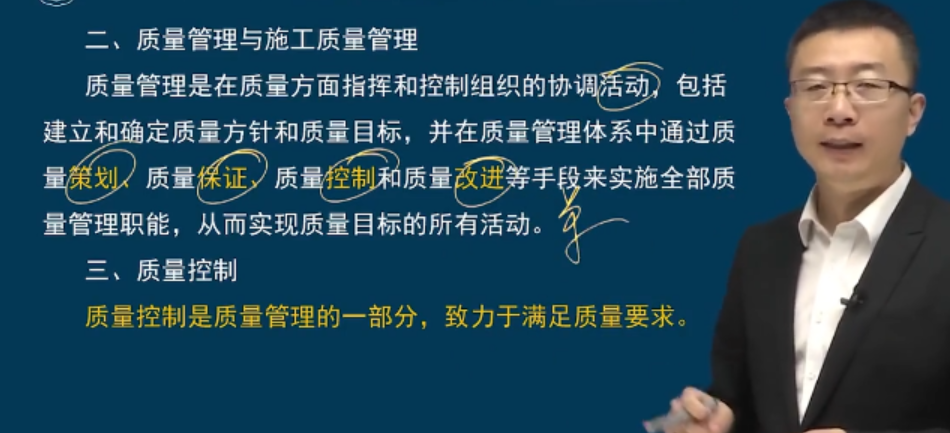 二、质量管理与施工质量管理
质量管理是在质量方面指挥和控制组织的协调活动，包括
建立和确定质量方针和质量目标，并在质量管理体系中通过质
量策划、质量保证、质量控制和质量改进等手段来实施全部质
量管理职能，从而实现质量目标的所有活动。
三、质量控制
质量控制是质量管理的一部分，致力于满足质量要求。